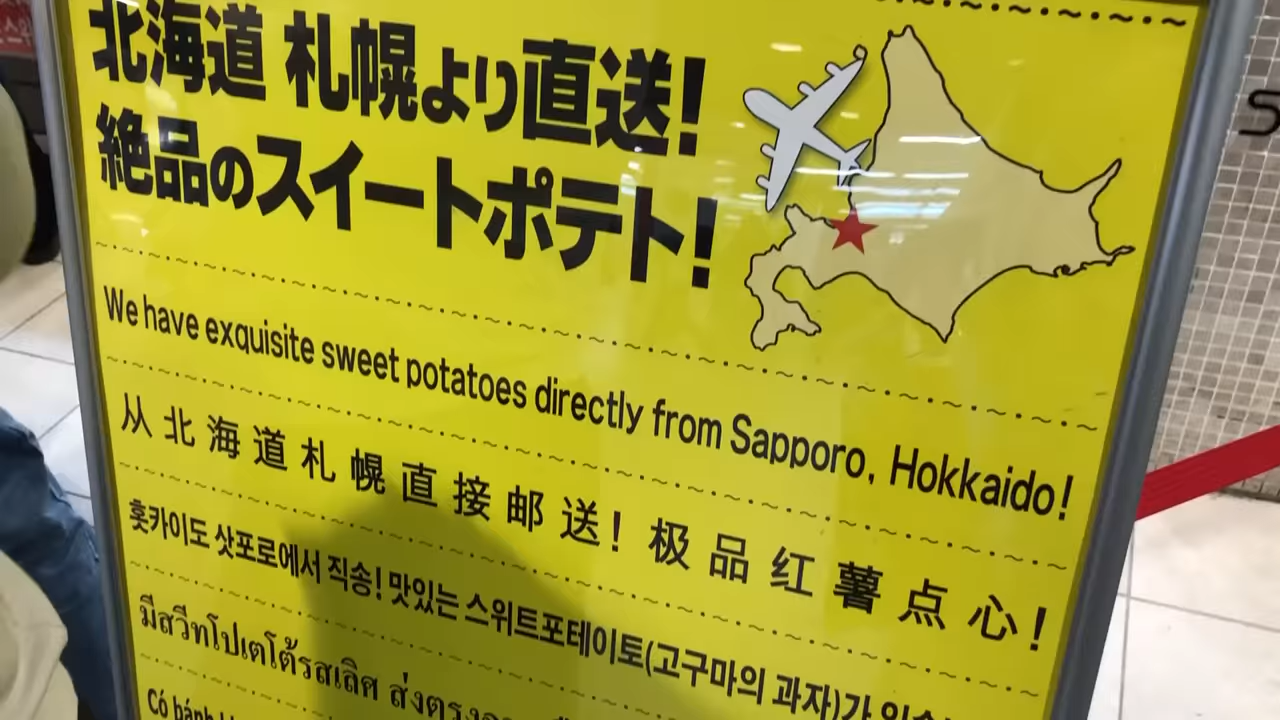 北海道 札幌より直送!
絶品のスイートポテト!
We have exquisite sweet potatoes directly from Sapporo, Hokkaido!
从北海道札幌直接邮送!极品红薯点心!
홋카이도 삿포로에서 직송! 맛있는 스위트포테이토(고구마의 과자)가
มีสวีทโปเตโต้รสเลิศ ส่งตรง
Có bánh